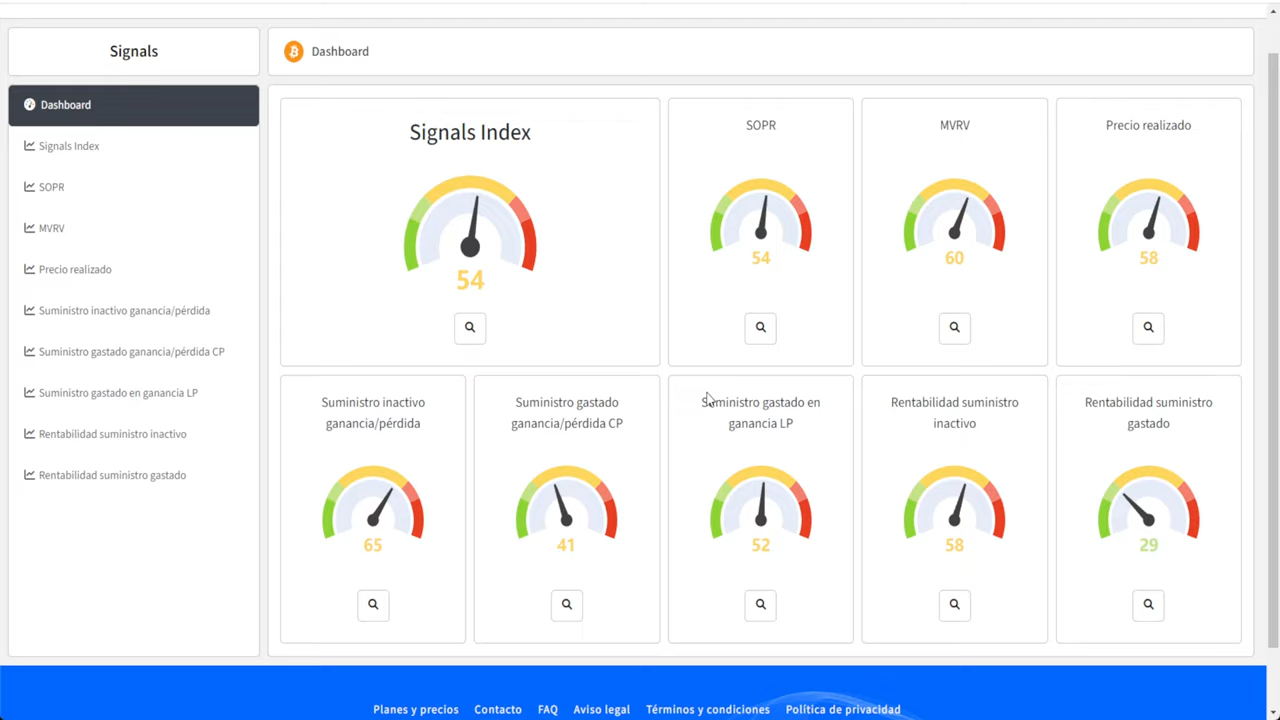 Signals
Dashboard
Dashboard
Signals Index
SOPR
MVRV
Precio realizado
Suministro inactivo ganancia/pérdida
Suministro gastado ganancia/pérdida CP
Suministro gastado en ganancia LP
Rentabilidad suministro inactivo
Rentabilidad suministro gastado
Signals Index
54
SOPR
54
MVRV
60
Precio realizado
58
Suministro inactivo
ganancia/pérdida
65
Suministro gastado
ganancia/pérdida CP
41
Suministro gastado en
ganancia LP
52
Rentabilidad suministro
inactivo
58
Rentabilidad suministro
gastado
29
Planes y precios Contacto FAQ Aviso legal Términos y condiciones Política de privacidad